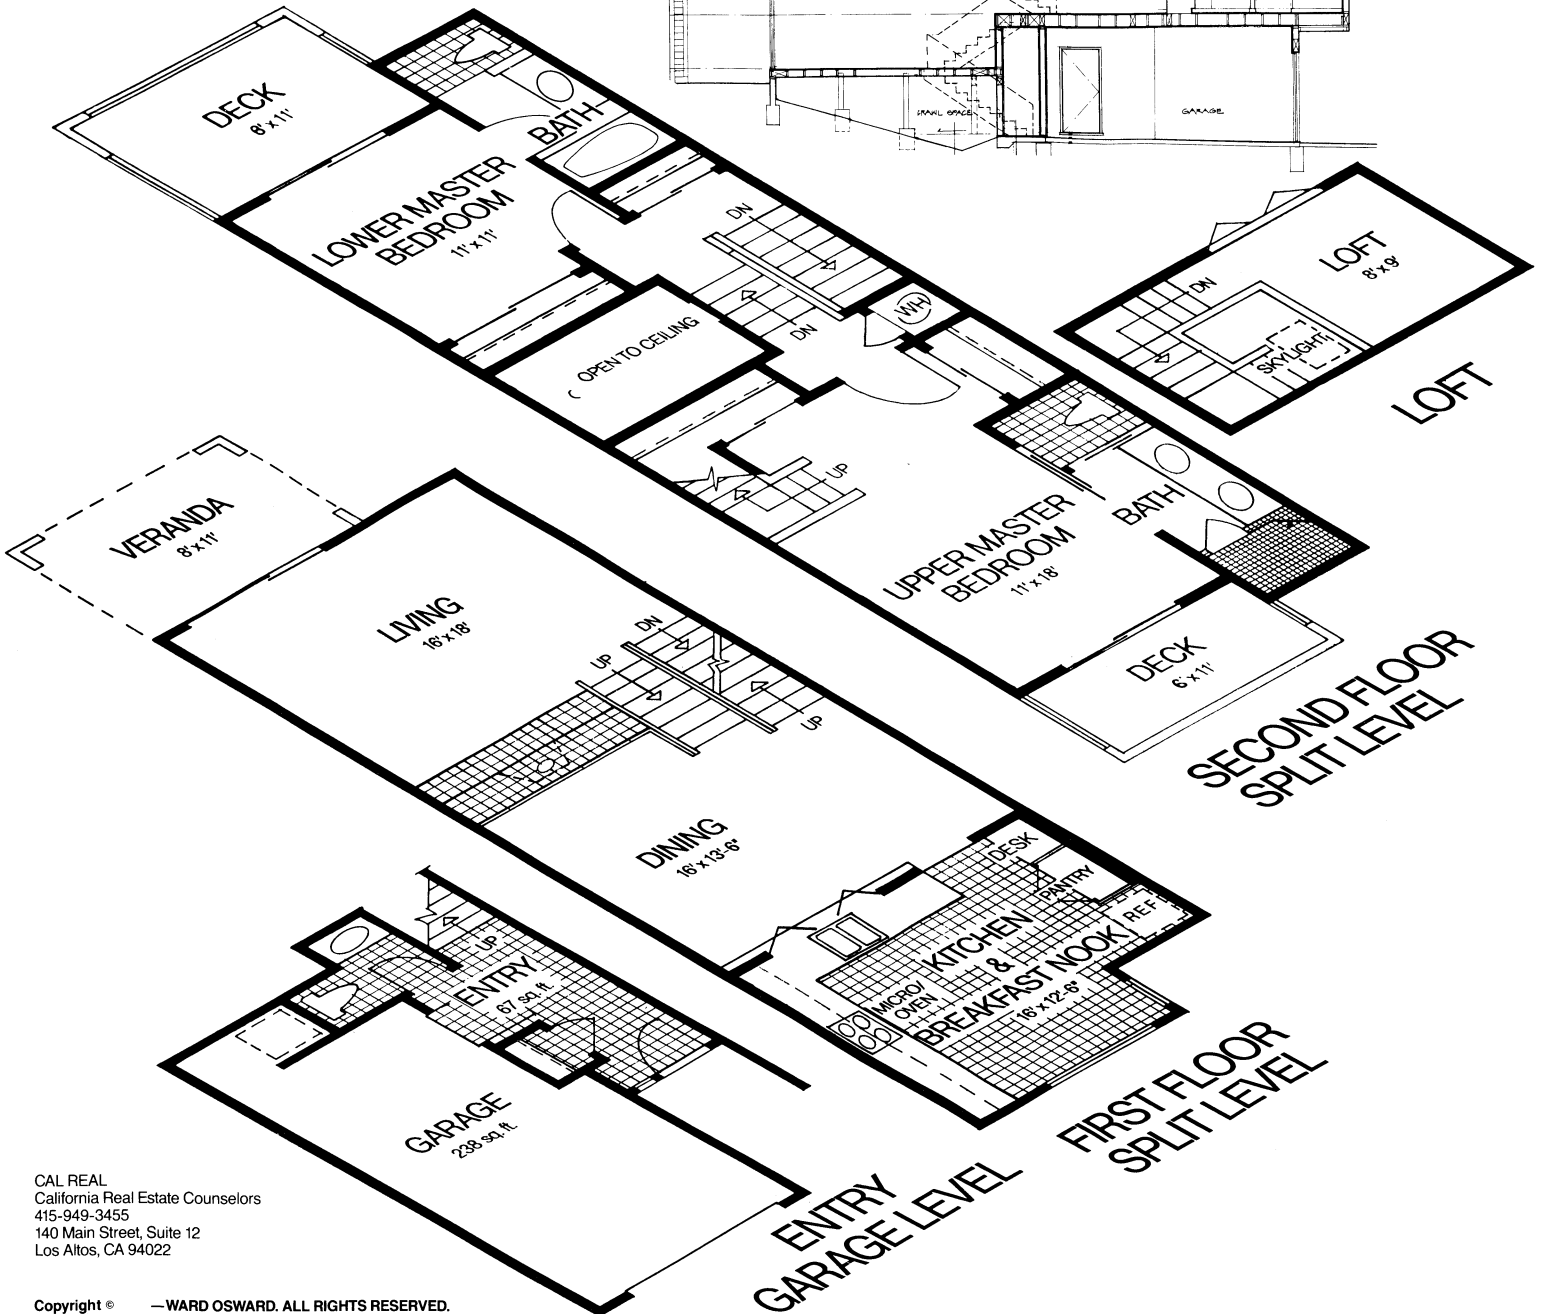 CRAWL SPACE
GARAGE
DECK
6' x 11'
BATH
LOWER MASTER
BEDROOM
11' x 11'
DN
DN
WH
OPEN TO CEILING
UP
UPPER MASTER
BEDROOM
11' x 18'
BATH
DECK
6' x 11'
SECOND FLOOR
SPLIT LEVEL
LOFT
8' x 9'
DN
SKYLIGHT
LOFT
VERANDA
8' x 11'
LIVING
16' x 18'
DN
UP
UP
DINING
16' x 13'-6"
DESK
PANTRY
REF
KITCHEN
&
BREAKFAST NOOK
16' x 12'-6"
MICRO/
OVEN
FIRST FLOOR
SPLIT LEVEL
UP
ENTRY
67 sq. ft.
GARAGE
238 sq. ft.
ENTRY
GARAGE LEVEL
CAL REAL
California Real Estate Counselors
415-949-3455
140 Main Street, Suite 12
Los Altos, CA 94022
Copyright © —WARD OSWARD. ALL RIGHTS RESERVED.